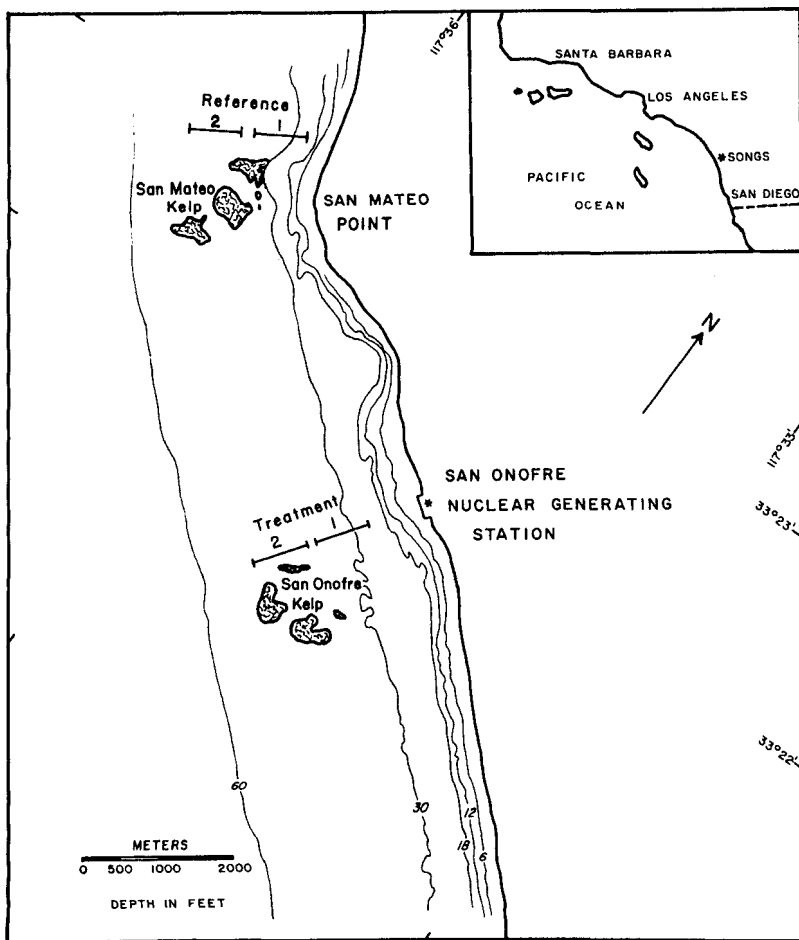 117°36'
SANTA BARBARA
LOS ANGELES
*SONGS
PACIFIC
OCEAN
SAN DIEGO
Reference
2 1
San Mateo
Kelp
SAN MATEO
POINT
N
117°33'
33°23'
SAN ONOFRE
* NUCLEAR GENERATING
STATION
Treatment
2 1
San Onofre
Kelp
33°22'
60
30
12
18
6
METERS
0 500 1000 2000
DEPTH IN FEET